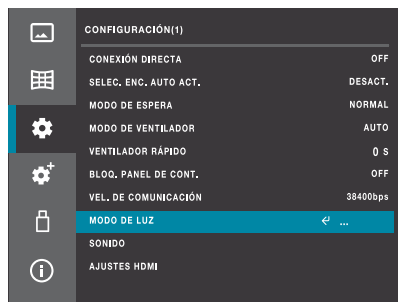 CONFIGURACIÓN(1)
CONEXIÓN DIRECTA OFF
SELEC. ENC. AUTO ACT. DESACT.
MODO DE ESPERA NORMAL
MODO DE VENTILADOR AUTO
VENTILADOR RÁPIDO 0 S
BLOQ. PANEL DE CONT. OFF
VEL. DE COMUNICACIÓN 38400bps
MODO DE LUZ ↵ ...
SONIDO
AJUSTES HDMI